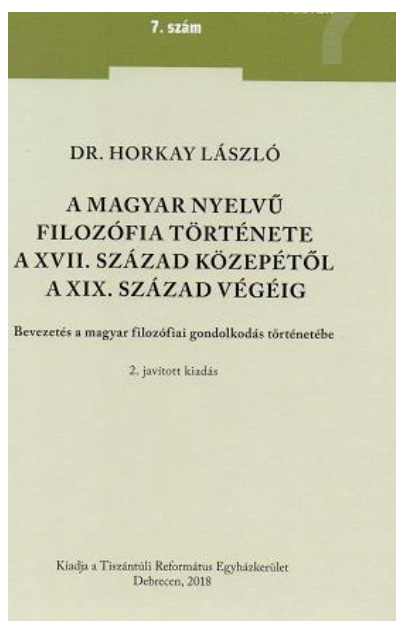 7. szám
DR. HORKAY LÁSZLÓ
A MAGYAR NYELVŰ
FILOZÓFIA TÖRTÉNETE
A XVII. SZÁZAD KÖZEPÉTŐL
A XIX. SZÁZAD VÉGÉIG
Bevezetés a magyar filozófiai gondolkodás történetébe
2. javított kiadás
Kiadja a Tiszántúli Református Egyházkerület
Debrecen, 2018